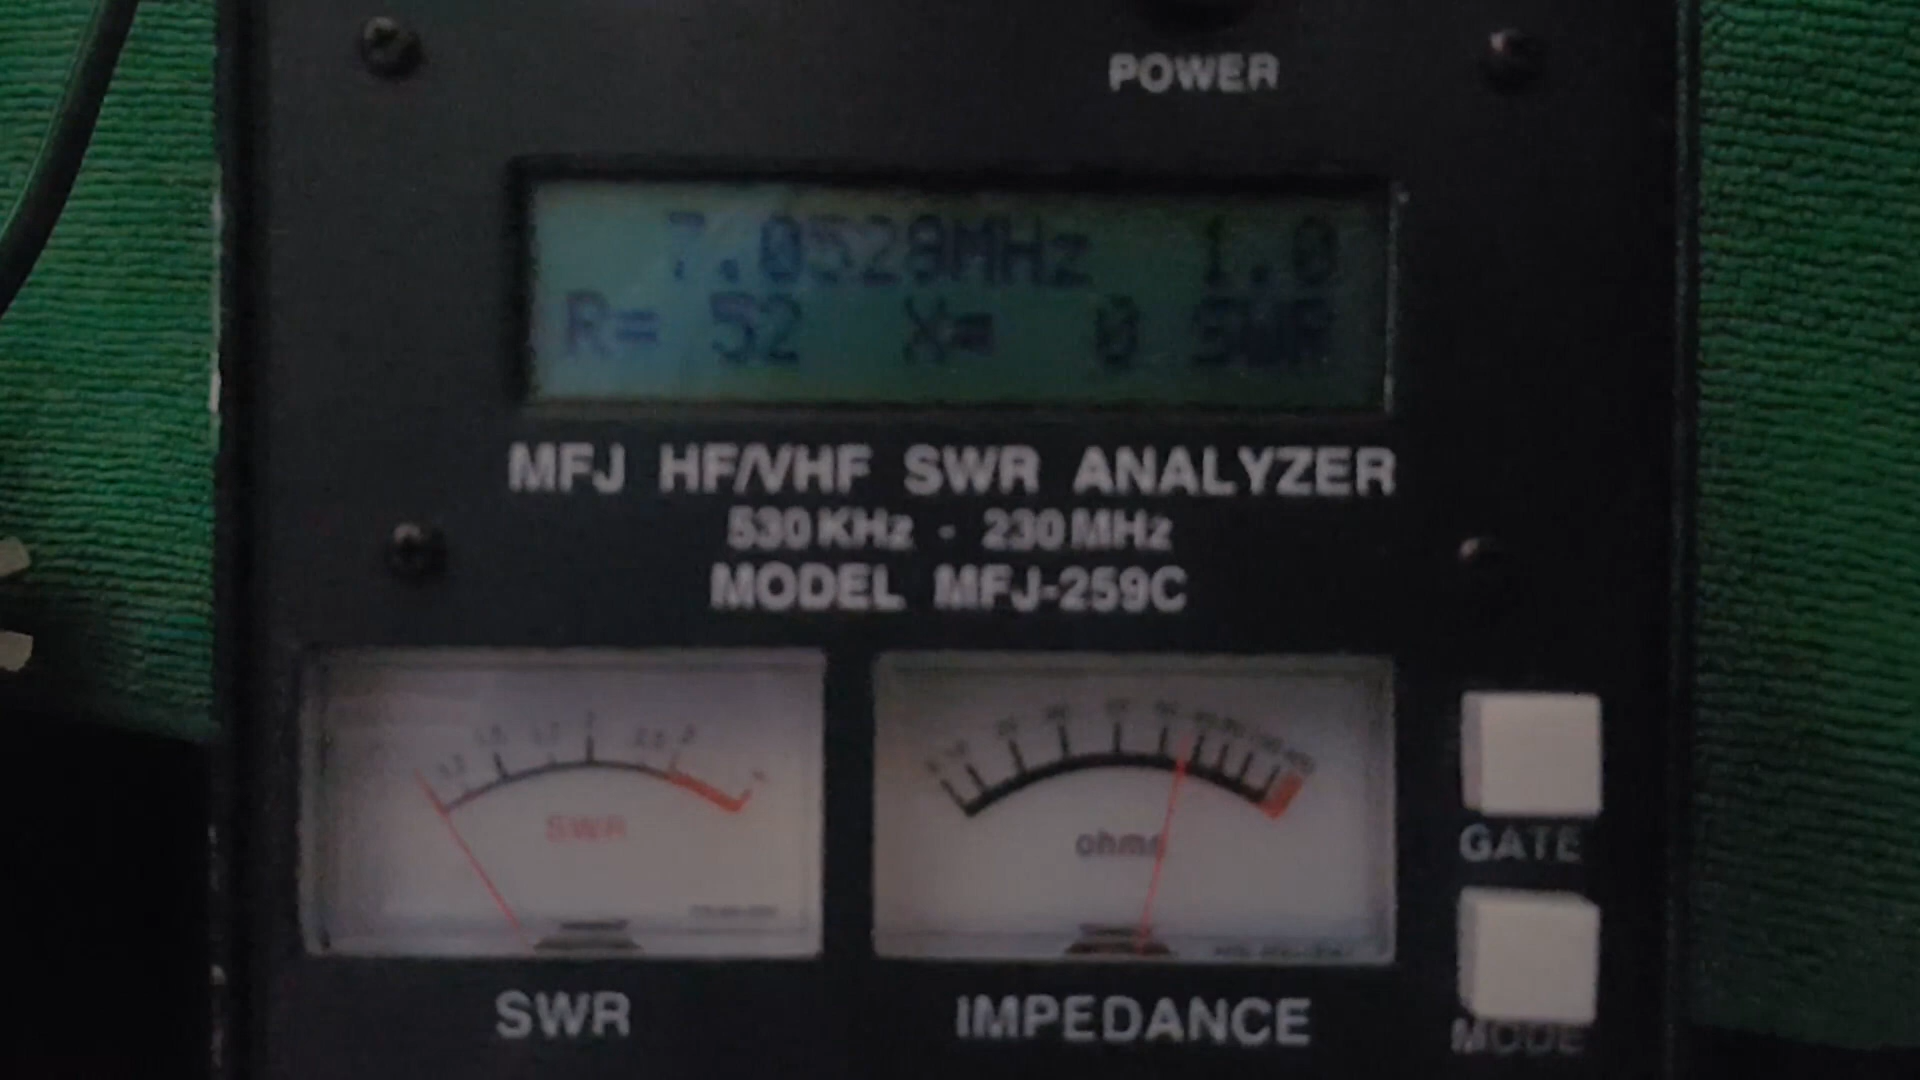 POWER
7.0528MHz 1.0
R= 52 X= 0 SWR
MFJ HF/VHF SWR ANALYZER
530KHz - 230MHz
MODEL MFJ-259C
SWR
ohms
GATE
SWR
IMPEDANCE
MODE